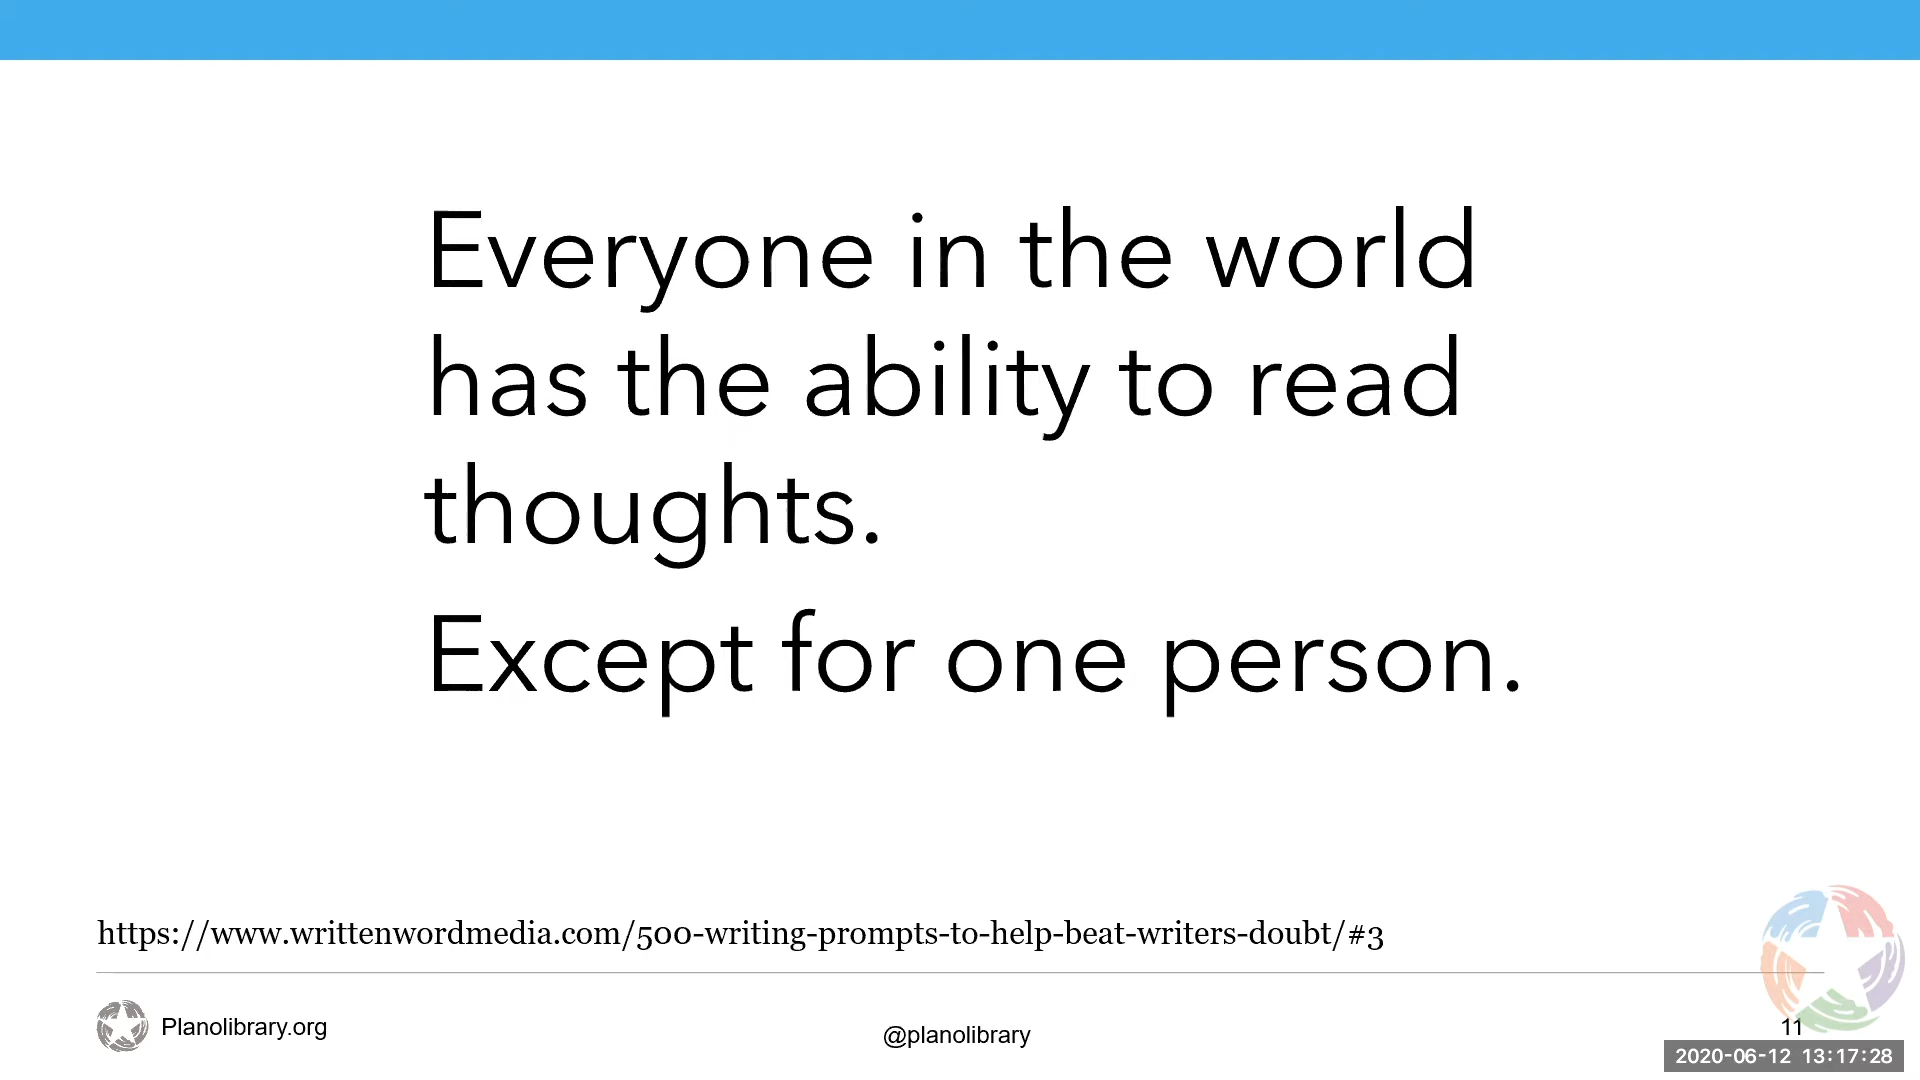 Everyone in the world
has the ability to read
thoughts.
Except for one person.
https://www.writtenwordmedia.com/500-writing-prompts-to-help-beat-writers-doubt/#3
Planolibrary.org
@planolibrary
11
2020-06-12 13:17:28